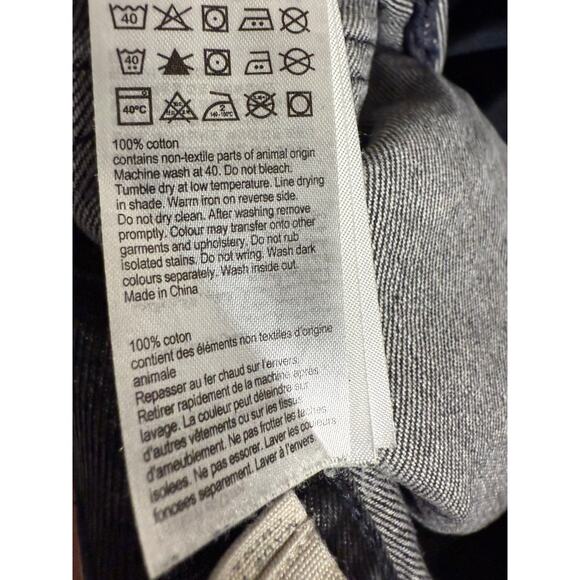 40
40
40°C 2
100% cotton
contains non-textile parts of animal origin
Machine wash at 40. Do not bleach.
Tumble dry at low temperature. Line drying
in shade. Warm iron on reverse side.
Do not dry clean. After washing remove
promptly. Colour may transfer onto other
garments and upholstery. Do not rub
isolated stains. Do not wring. Wash dark
colours separately. Wash inside out.
Made in China
100% coton
contient des éléments non textiles d'origine
animale
Repasser au fer chaud sur l'envers.
Retirer rapidement de la machine après
lavage. La couleur peut déteindre sur
d'autres vêtements ou sur les tissus
d'ameublement. Ne pas frotter les taches
isolées. Ne pas essorer. Laver les couleurs
foncées separément. Laver à l'envers